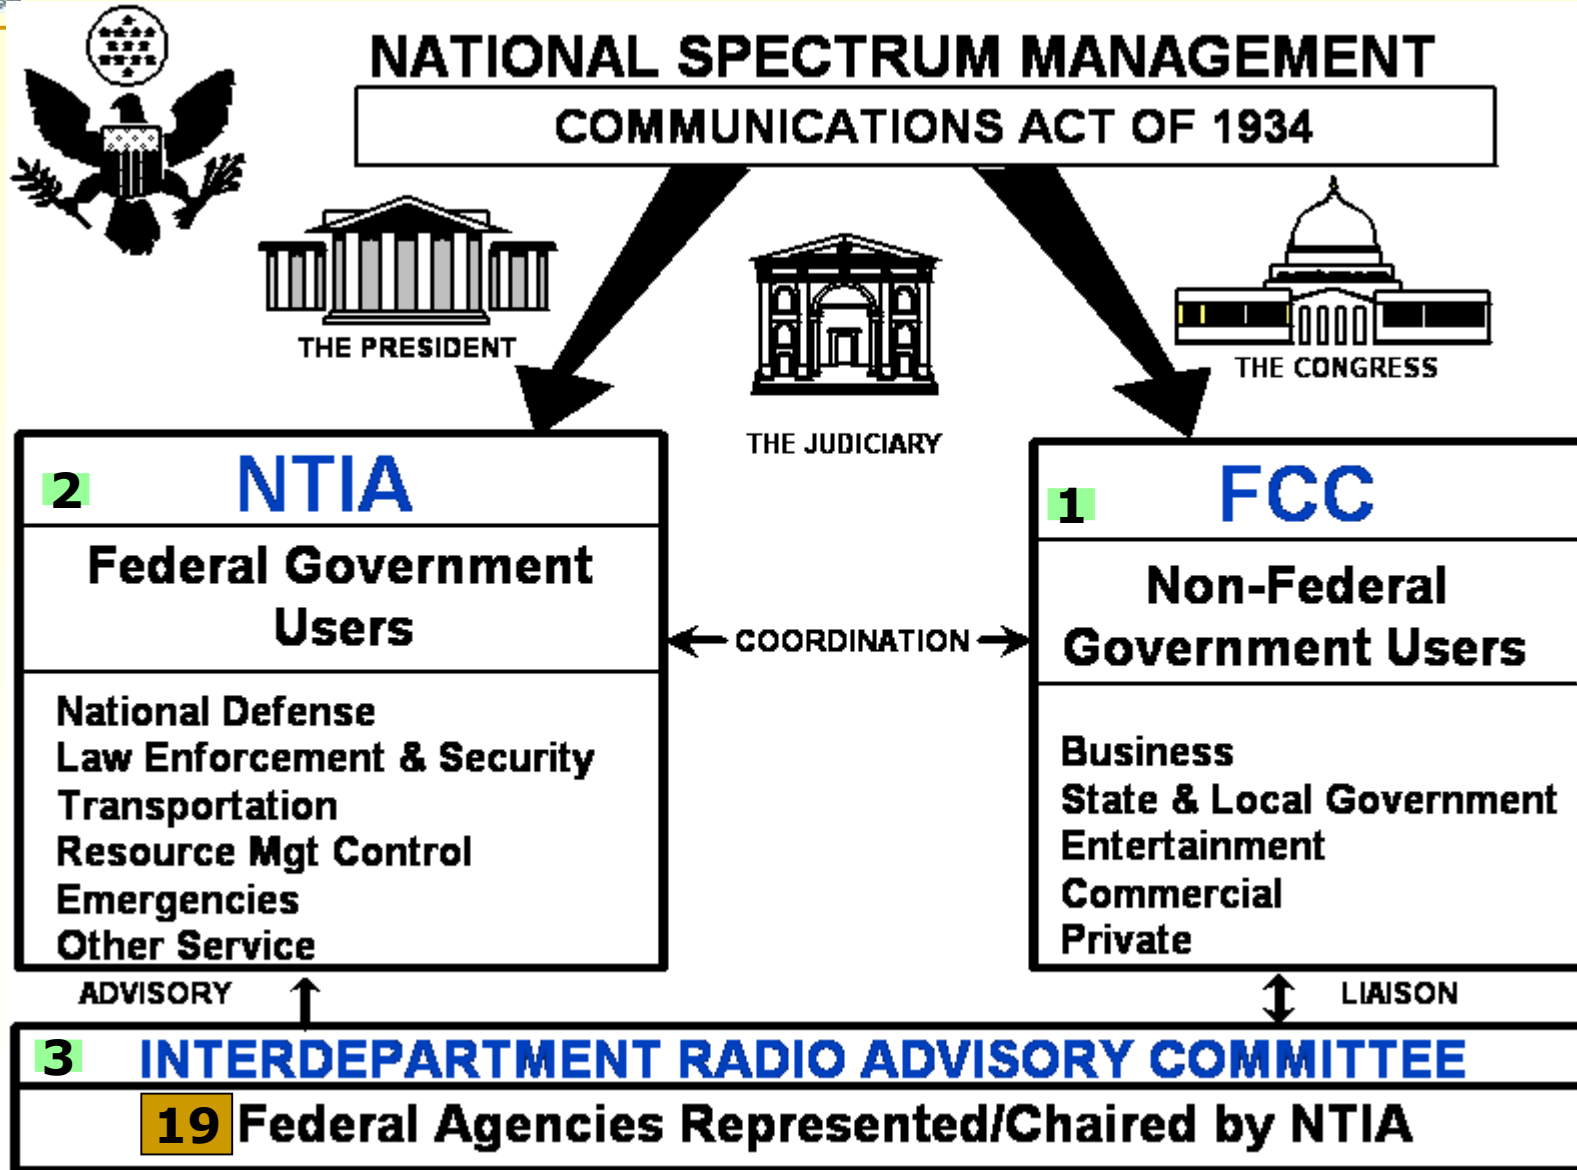 NATIONAL SPECTRUM MANAGEMENT
COMMUNICATIONS ACT OF 1934
THE PRESIDENT
THE JUDICIARY
THE CONGRESS
2 NTIA
Federal Government
Users
National Defense
Law Enforcement & Security
Transportation
Resource Mgt Control
Emergencies
Other Service
COORDINATION
1 FCC
Non-Federal
Government Users
Business
State & Local Government
Entertainment
Commercial
Private
ADVISORY
LIAISON
3 INTERDEPARTMENT RADIO ADVISORY COMMITTEE
19 Federal Agencies Represented/Chaired by NTIA